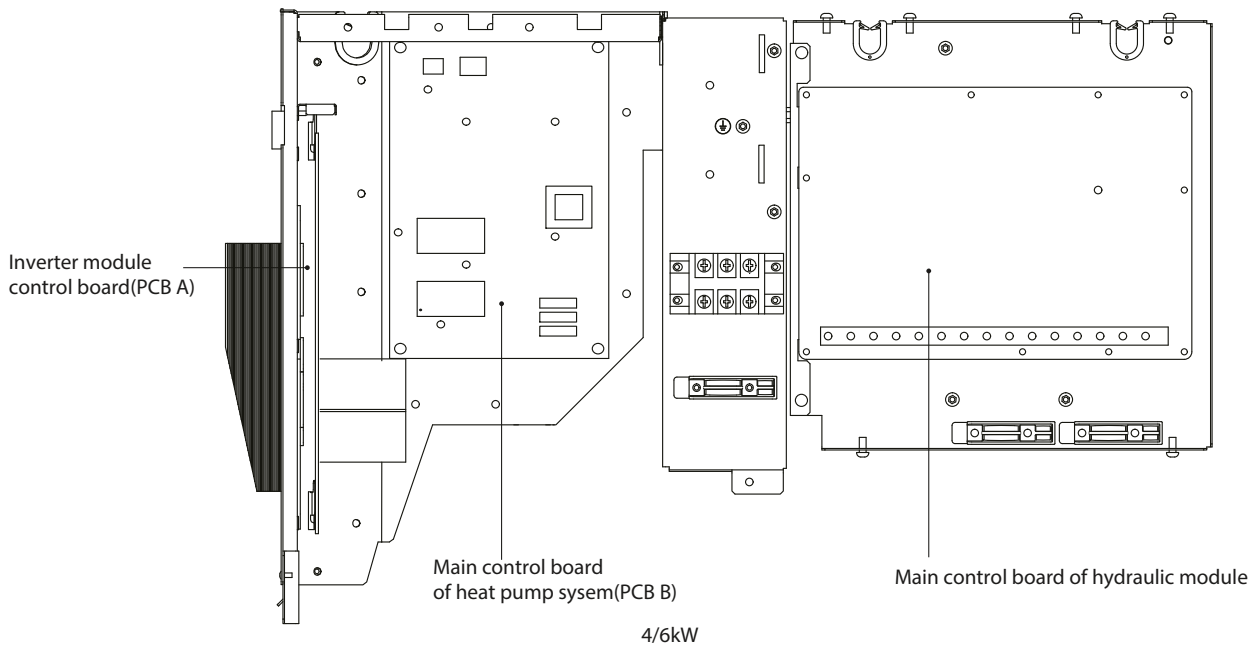 Inverter module
control board(PCB A)
Main control board
of heat pump sysem(PCB B)
Main control board of hydraulic module
4/6kW